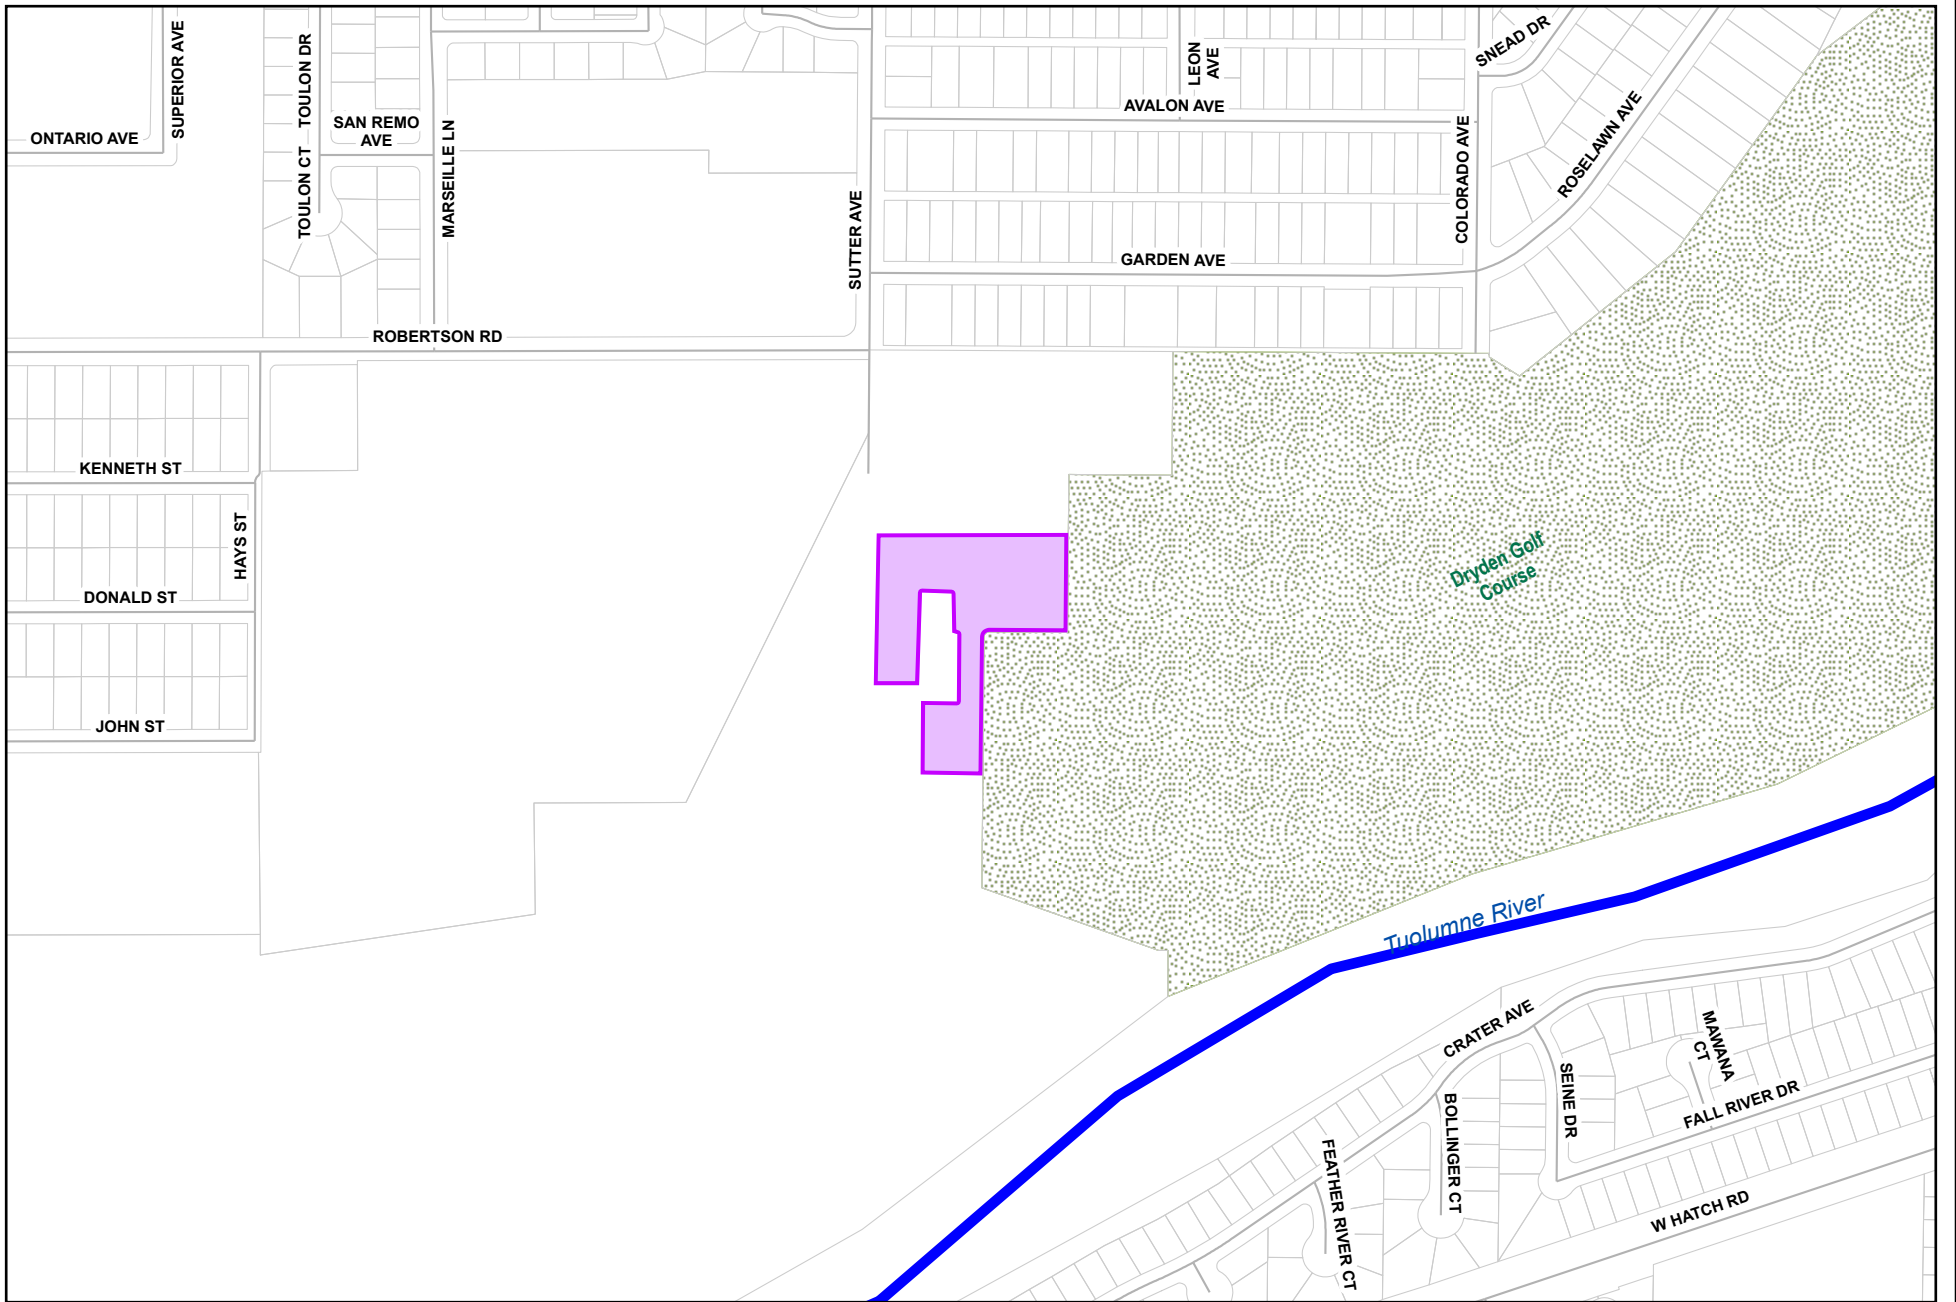 SUPERIOR AVE
TOULON DR
LEON
AVE
SNEAD DR
AVALON AVE
ONTARIO AVE
SAN REMO
AVE
ROSELAWN AVE
TOULON CT
MARSEILLE LN
COLORADO AVE
SUTTER AVE
GARDEN AVE
ROBERTSON RD
KENNETH ST
HAYS ST
DONALD ST
Dryden Golf
Course
JOHN ST
Tuolumne River
CRATER AVE
MAWANA
CT
SEINE DR
FALL RIVER DR
BOLLINGER CT
FEATHER RIVER CT
W HATCH RD